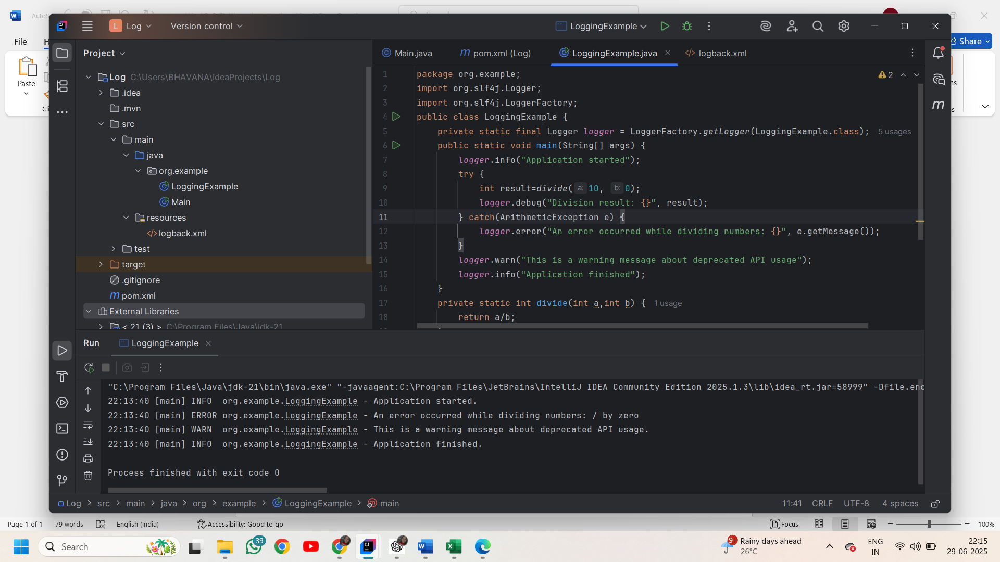 File
Paste
Share
L Log
Version control
LoggingExample
Project
Main.java
pom.xml (Log)
LoggingExample.java
logback.xml
Log C:\Users\BHAVANA\IdeaProjects\Log
.idea
.mvn
src
main
java
org.example
LoggingExample
Main
resources
logback.xml
test
target
.gitignore
pom.xml
External Libraries
< 21 (3) > C:\Program Files\Java\jdk-21
2
1 package org.example;
2 import org.slf4j.Logger;
3 import org.slf4j.LoggerFactory;
4 public class LoggingExample {
5 private static final Logger logger = LoggerFactory.getLogger(LoggingExample.class); 5 usages
6 public static void main(String[] args) {
7 logger.info("Application started");
8 try {
9 int result=divide( a: 10, b: 0);
10 logger.debug("Division result: {}", result);
11 } catch(ArithmeticException e) {
12 logger.error("An error occurred while dividing numbers: {}", e.getMessage());
13 }
14 logger.warn("This is a warning message about deprecated API usage");
15 logger.info("Application finished");
16 }
17 private static int divide(int a,int b) { 1 usage
18 return a/b;
Run
LoggingExample
"C:\Program Files\Java\jdk-21\bin\java.exe" "-javaagent:C:\Program Files\JetBrains\IntelliJ IDEA Community Edition 2025.1.3\lib\idea_rt.jar=58999" -Dfile.enc
22:13:40 [main] INFO org.example.LoggingExample - Application started.
22:13:40 [main] ERROR org.example.LoggingExample - An error occurred while dividing numbers: / by zero
22:13:40 [main] WARN org.example.LoggingExample - This is a warning message about deprecated API usage.
22:13:40 [main] INFO org.example.LoggingExample - Application finished.
Process finished with exit code 0
Log > src > main > java > org > example > LoggingExample > main
11:41 CRLF UTF-8 4 spaces
Page 1 of 1 79 words English (India) Accessibility: Good to go
Focus 100%
Search
39
9+
Rainy days ahead
26°C
ENG
IN
22:15
29-06-2025